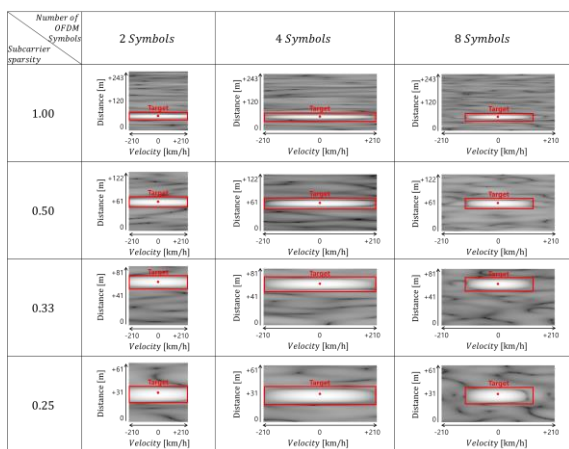 Number of
OFDM
Symbols
Subcarrier
sparsity
2 Symbols
4 Symbols
8 Symbols
1.00
Distance [m]
+243
+120
0
Target
-210
0
+210
Velocity [km/h]
Distance [m]
+243
+120
0
Target
-210
0
+210
Velocity [km/h]
Distance [m]
+243
+120
0
Target
-210
0
+210
Velocity [km/h]
0.50
Distance [m]
+122
+61
0
Target
-210
0
+210
Velocity [km/h]
Distance [m]
+122
+61
0
Target
-210
0
+210
Velocity [km/h]
Distance [m]
+122
+61
0
Target
-210
0
+210
Velocity [km/h]
0.33
Distance [m]
+81
+41
0
Target
-210
0
+210
Velocity [km/h]
Distance [m]
+81
+41
0
Target
-210
0
+210
Velocity [km/h]
Distance [m]
+81
+41
0
Target
-210
0
+210
Velocity [km/h]
0.25
Distance [m]
+61
+31
0
Target
-210
0
+210
Velocity [km/h]
Distance [m]
+61
+31
0
Target
-210
0
+210
Velocity [km/h]
Distance [m]
+61
+31
0
Target
-210
0
+210
Velocity [km/h]